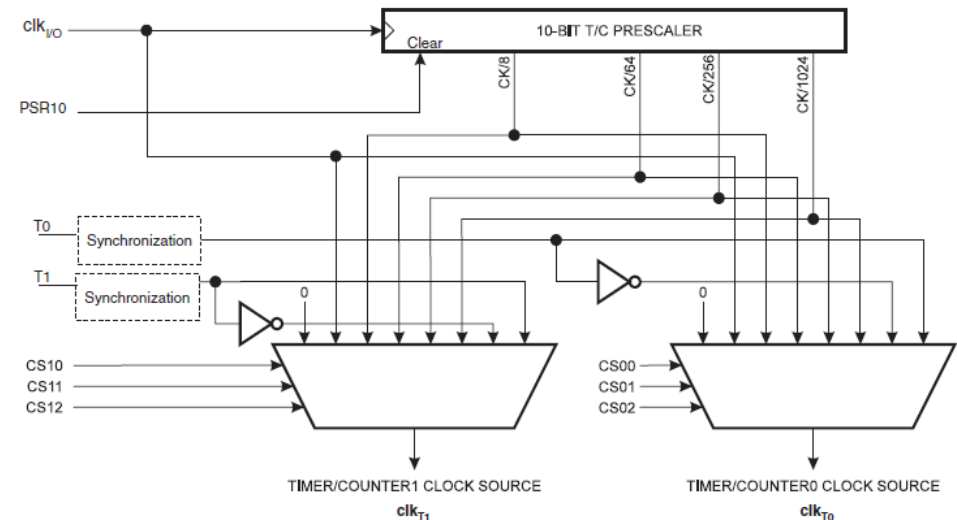 clkI/O
10-BIT T/C PRESCALER
Clear
PSR10
CK/8
CK/64
CK/256
CK/1024
T0
Synchronization
T1
Synchronization
0
0
CS10
CS11
CS12
CS00
CS01
CS02
TIMER/COUNTER1 CLOCK SOURCE
clkT1
TIMER/COUNTER0 CLOCK SOURCE
clkT0